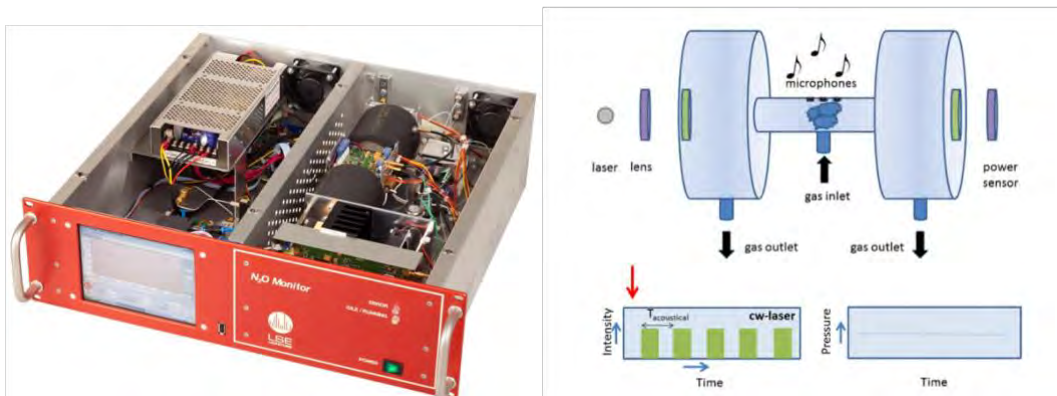 N₂O Monitor
ERROR
IDLE / RUNNING
LSE
POWER
microphones
laser
lens
gas inlet
power
sensor
gas outlet
gas outlet
Intensity
Tacoustical
cw-laser
Time
Pressure
Time